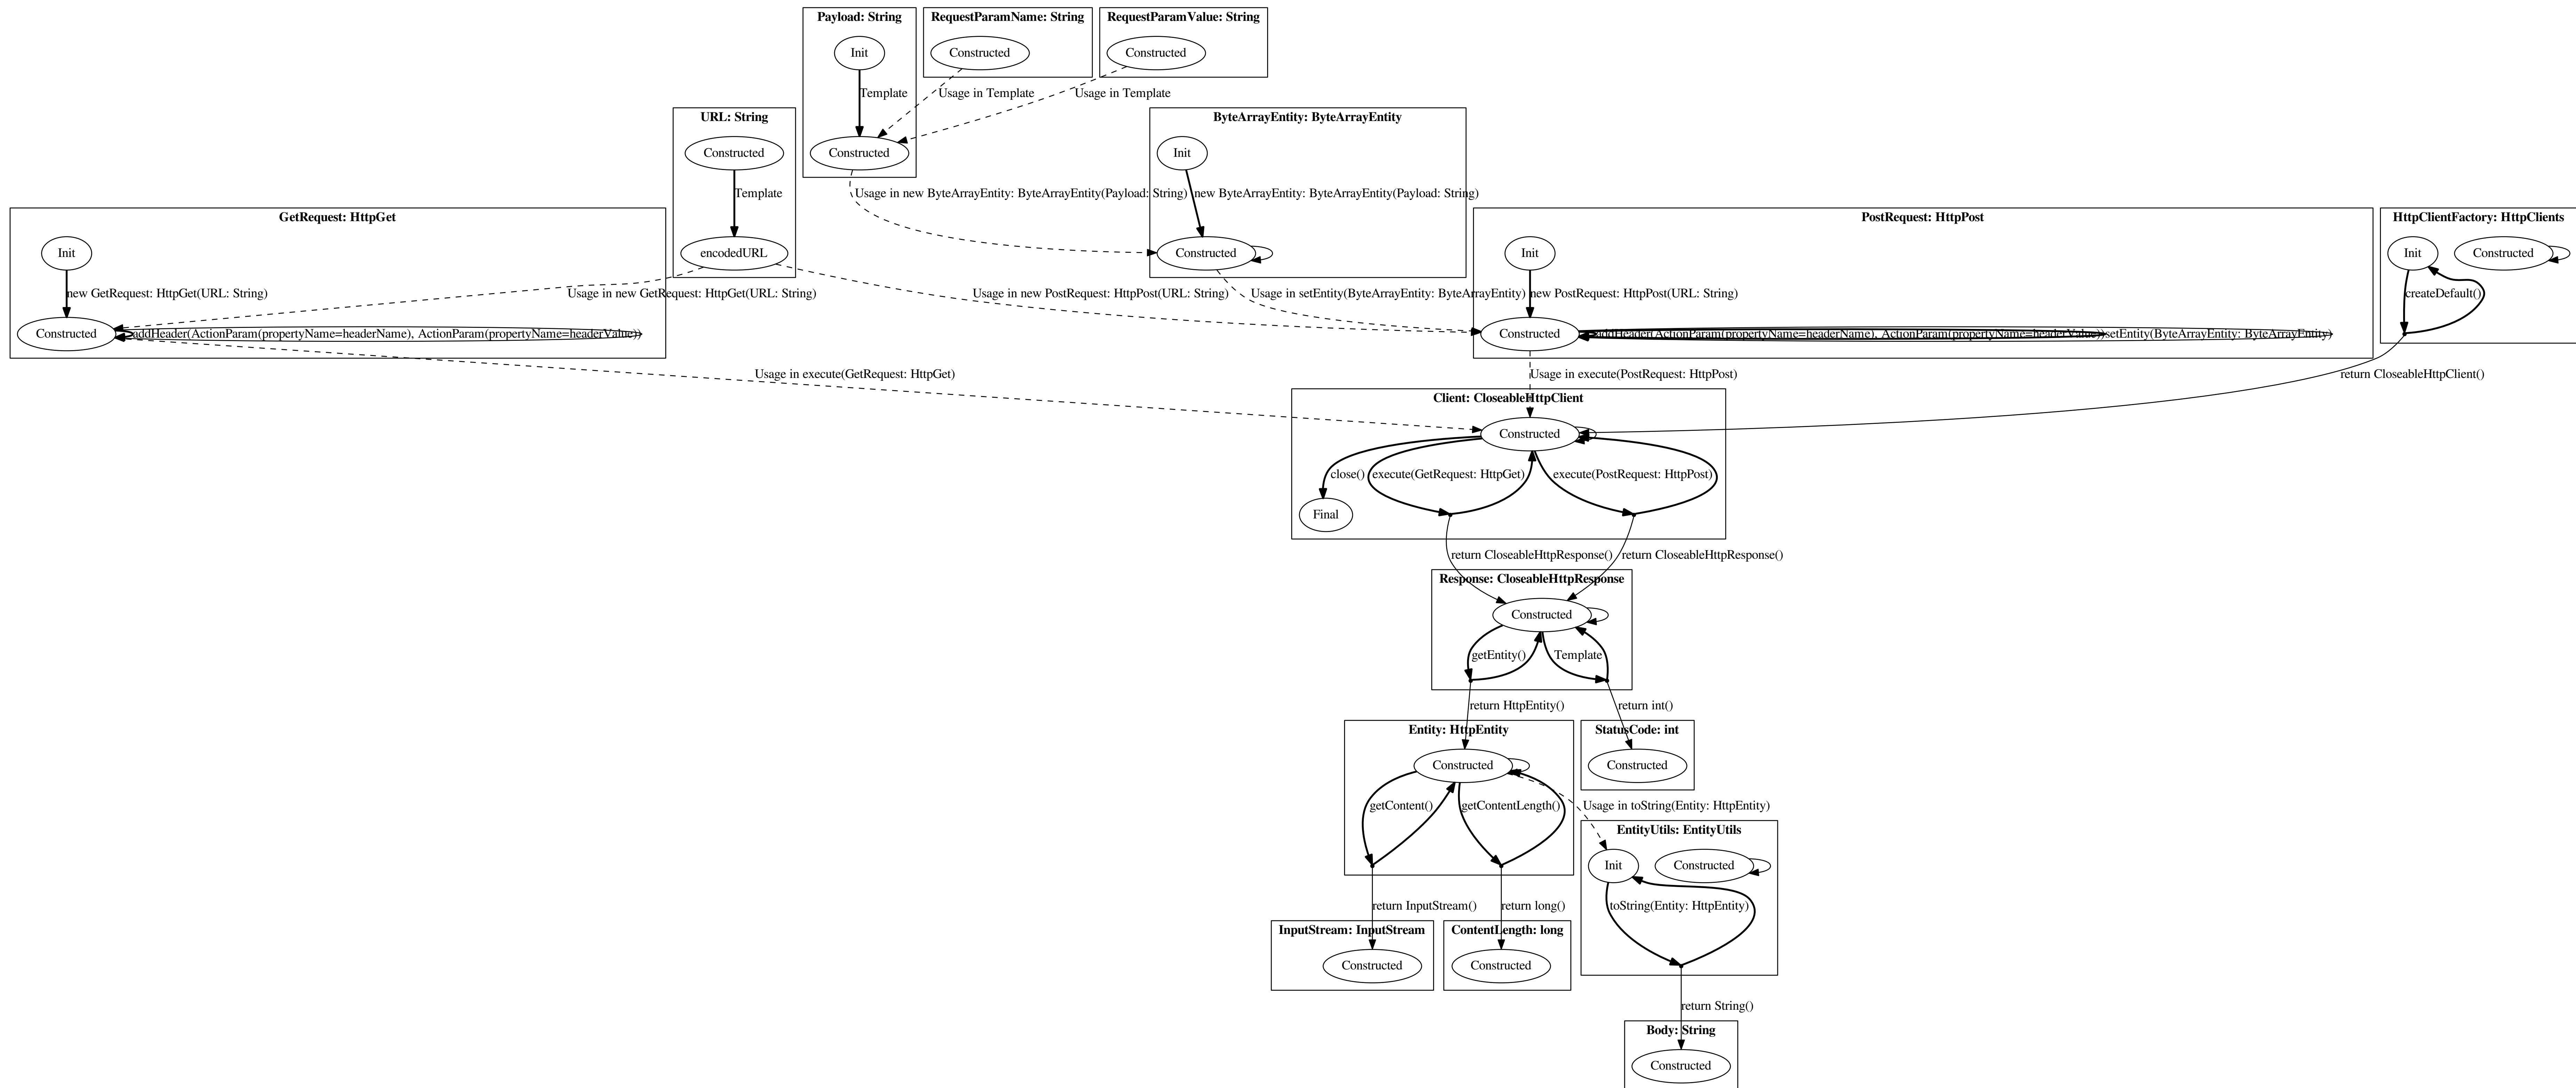 Payload: String
RequestParamName: String
RequestParamValue: String
Init
Constructed
Constructed
Template
Usage in Template
Usage in Template
URL: String
ByteArrayEntity: ByteArrayEntity
Constructed
Constructed
Init
Template
Usage in new ByteArrayEntity: ByteArrayEntity(Payload: String)
new ByteArrayEntity: ByteArrayEntity(Payload: String)
GetRequest: HttpGet
PostRequest: HttpPost
HttpClientFactory: HttpClients
Init
encodedURL
Constructed
Init
Init
Constructed
new GetRequest: HttpGet(URL: String)
Usage in new GetRequest: HttpGet(URL: String)
Usage in new PostRequest: HttpPost(URL: String)
Usage in setEntity(ByteArrayEntity: ByteArrayEntity)
new PostRequest: HttpPost(URL: String)
createDefault()
Constructed
addHeader(ActionParam(propertyName=headerName), ActionParam(propertyName=headerValue))
Constructed
addHeader(ActionParam(propertyName=headerName), ActionParam(propertyName=headerValue))
setEntity(ByteArrayEntity: ByteArrayEntity)
Usage in execute(GetRequest: HttpGet)
Usage in execute(PostRequest: HttpPost)
return CloseableHttpClient()
Client: CloseableHttpClient
Constructed
close()
execute(GetRequest: HttpGet)
execute(PostRequest: HttpPost)
Final
return CloseableHttpResponse()
return CloseableHttpResponse()
Response: CloseableHttpResponse
Constructed
getEntity()
Template
return HttpEntity()
return int()
Entity: HttpEntity
StatusCode: int
Constructed
Constructed
getContent()
getContentLength()
Usage in toString(Entity: HttpEntity)
EntityUtils: EntityUtils
Init
Constructed
return InputStream()
return long()
toString(Entity: HttpEntity)
InputStream: InputStream
ContentLength: long
Constructed
Constructed
return String()
Body: String
Constructed